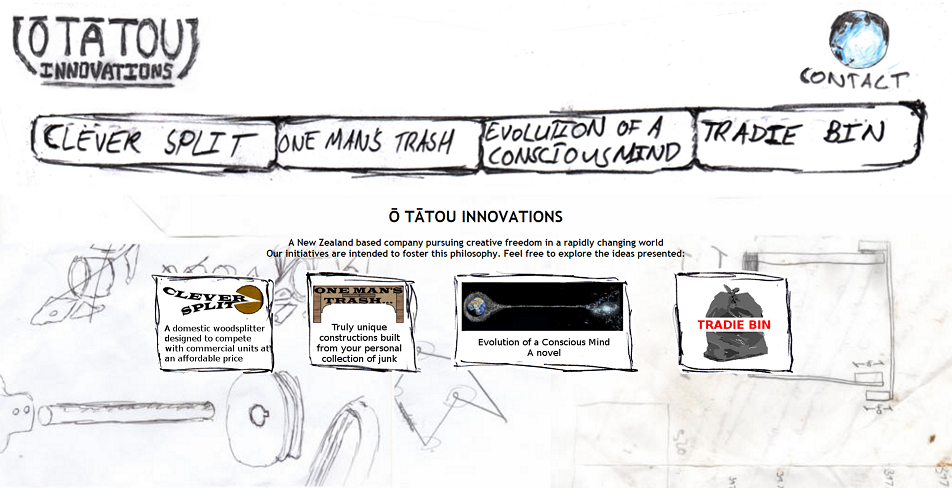 Ō TĀTOU
INNOVATIONS
CONTACT
CLEVER SPLIT
ONE MAN'S TRASH
EVOLUTION OF A
CONSCIOUS MIND
TRADIE BIN
Ō TĀTOU INNOVATIONS
A New Zealand based company pursuing creative freedom in a rapidly changing world
Our initiatives are intended to foster this philosophy. Feel free to explore the ideas presented:
CLEVER
SPLIT
A domestic woodsplitter
designed to compete
with commercial units at
an affordable price
ONE MAN'S
TRASH...
Truly unique
constructions built
from your personal
collection of junk
Evolution of a Conscious Mind
A novel
TRADIE BIN